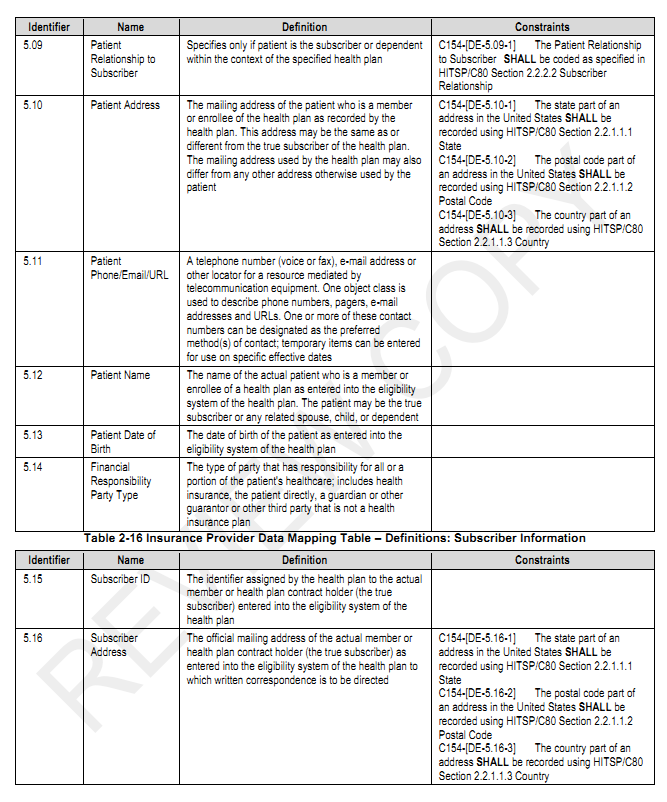 Identifier Name Definition Constraints
5.09 Patient Relationship to Subscriber
Specifies only if patient is the subscriber or dependent
within the context of the specified health plan
C154-[DE-5.09-1] The Patient Relationship
to Subscriber SHALL be coded as specified in
HITSP/C80 Section 2.2.2.2 Subscriber
Relationship
5.10 Patient Address
The mailing address of the patient who is a member
or enrollee of the health plan as recorded by the
health plan. This address may be the same as or
different from the true subscriber of the health plan.
The mailing address used by the health plan may also
differ from any other address otherwise used by the
patient
C154-[DE-5.10-1] The state part of an
address in the United States SHALL be
recorded using HITSP/C80 Section 2.2.1.1.1
State
C154-[DE-5.10-2] The postal code part of
an address in the United States SHALL be
recorded using HITSP/C80 Section 2.2.1.1.2
Postal Code
C154-[DE-5.10-3] The country part of an
address SHALL be recorded using HITSP/C80
Section 2.2.1.1.3 Country
5.11 Patient
Phone/Email/URL
A telephone number (voice or fax), e-mail address or
other locator for a resource mediated by
telecommunication equipment. One object class is
used to describe phone numbers, pagers, e-mail
addresses and URLs. One or more of these contact
numbers can be designated as the preferred
method(s) of contact; temporary items can be entered
for use on specific effective dates
5.12 Patient Name
The name of the actual patient who is a member or
enrollee of a health plan as entered into the eligibility
system of the health plan. The patient may be the true
subscriber or any related spouse, child, or dependent
5.13 Patient Date of
Birth
The date of birth of the patient as entered into the
eligibility system of the health plan
5.14 Financial
Responsibility
Party Type
The type of party that has responsibility for all or a
portion of the patient's healthcare; includes health
insurance, the patient directly, a guardian or other
guarantor or other third party that is not a health
insurance plan
Table 2-16 Insurance Provider Data Mapping Table – Definitions: Subscriber Information
Identifier Name Definition Constraints
5.15 Subscriber ID
The identifier assigned by the health plan to the actual
member or health plan contract holder (the true
subscriber) entered into the eligibility system of the
health plan
5.16 Subscriber
Address
The official mailing address of the actual member or
health plan contract holder (the true subscriber) as
entered into the eligibility system of the health plan to
which written correspondence is to be directed
C154-[DE-5.16-1] The state part of an
address in the United States SHALL be
recorded using HITSP/C80 Section 2.2.1.1.1
State
C154-[DE-5.16-2] The postal code part of
an address in the United States SHALL be
recorded using HITSP/C80 Section 2.2.1.1.2
Postal Code
C154-[DE-5.16-3] The country part of an
address SHALL be recorded using HITSP/C80
Section 2.2.1.1.3 Country
REVIEW COPY